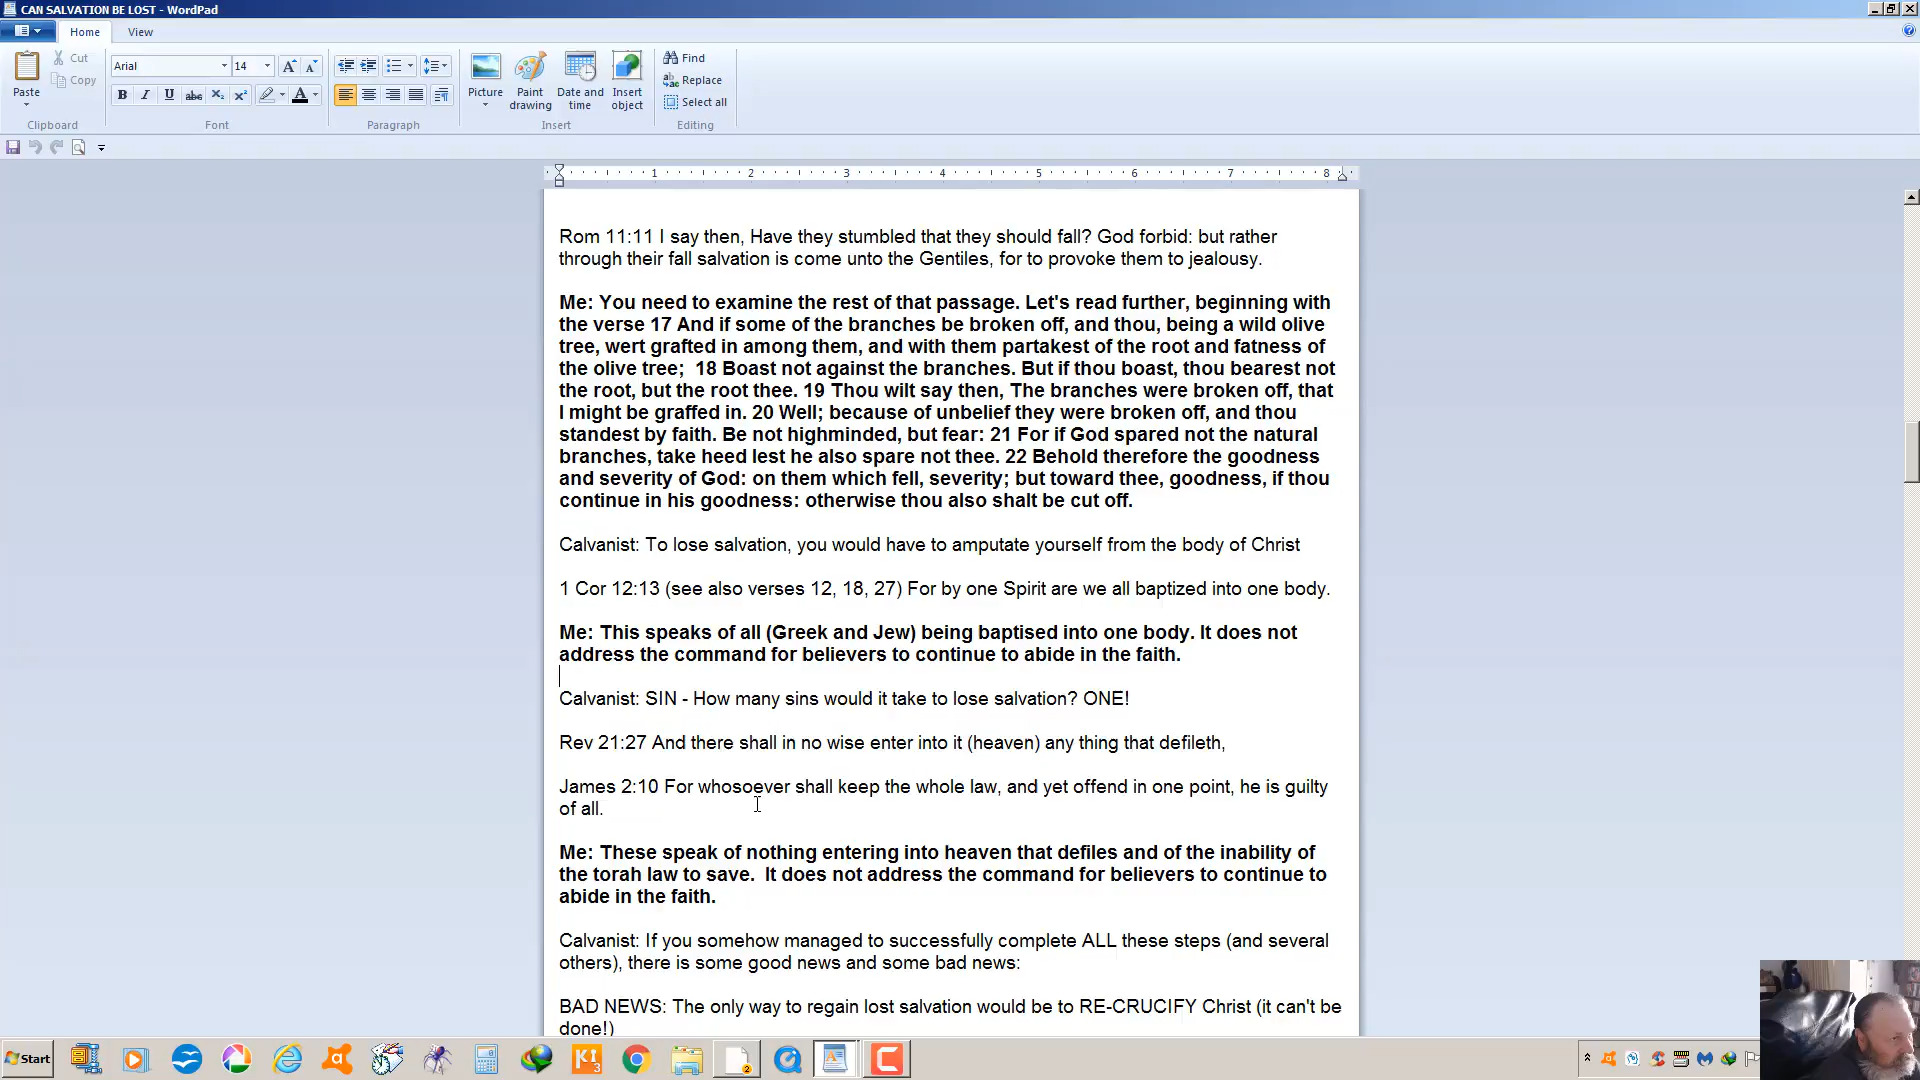 CAN SALVATION BE LOST - WordPad
Home
View
Paste
Cut
Copy
Clipboard
Arial
14
Font
Paragraph
Picture
Paint drawing
Date and time
Insert object
Insert
Find
Replace
Select all
Editing
1 2 3 4 5 6 7 8
Rom 11:11 I say then, Have they stumbled that they should fall? God forbid: but rather
through their fall salvation is come unto the Gentiles, for to provoke them to jealousy.
Me: You need to examine the rest of that passage. Let's read further, beginning with
the verse 17 And if some of the branches be broken off, and thou, being a wild olive
tree, wert grafted in among them, and with them partakest of the root and fatness of
the olive tree;  18 Boast not against the branches. But if thou boast, thou bearest not
the root, but the root thee. 19 Thou wilt say then, The branches were broken off, that
I might be graffed in. 20 Well; because of unbelief they were broken off, and thou
standest by faith. Be not highminded, but fear: 21 For if God spared not the natural
branches, take heed lest he also spare not thee. 22 Behold therefore the goodness
and severity of God: on them which fell, severity; but toward thee, goodness, if thou
continue in his goodness: otherwise thou also shalt be cut off.
Calvanist: To lose salvation, you would have to amputate yourself from the body of Christ
1 Cor 12:13 (see also verses 12, 18, 27) For by one Spirit are we all baptized into one body.
Me: This speaks of all (Greek and Jew) being baptised into one body. It does not
address the command for believers to continue to abide in the faith.
Calvanist: SIN - How many sins would it take to lose salvation? ONE!
Rev 21:27 And there shall in no wise enter into it (heaven) any thing that defileth,
James 2:10 For whosoever shall keep the whole law, and yet offend in one point, he is guilty
of all.
Me: These speak of nothing entering into heaven that defiles and of the inability of
the torah law to save.  It does not address the command for believers to continue to
abide in the faith.
Calvanist: If you somehow managed to successfully complete ALL these steps (and several
others), there is some good news and some bad news:
BAD NEWS: The only way to regain lost salvation would be to RE-CRUCIFY Christ (it can't be
done!)
Start